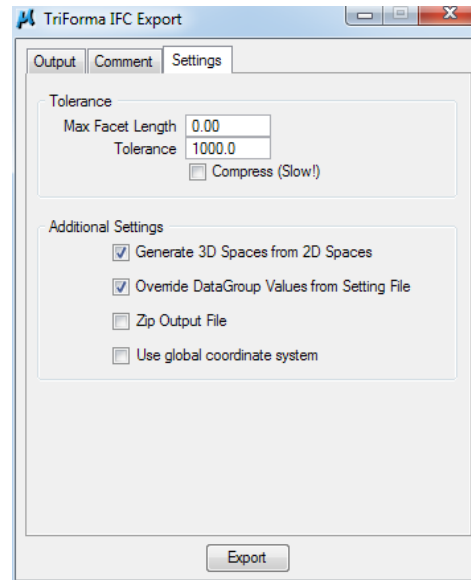 TriForma IFC Export
Output Comment Settings
Tolerance
Max Facet Length 0.00
Tolerance 1000.0
Compress (Slow!)
Additional Settings
Generate 3D Spaces from 2D Spaces
Override DataGroup Values from Setting File
Zip Output File
Use global coordinate system
Export